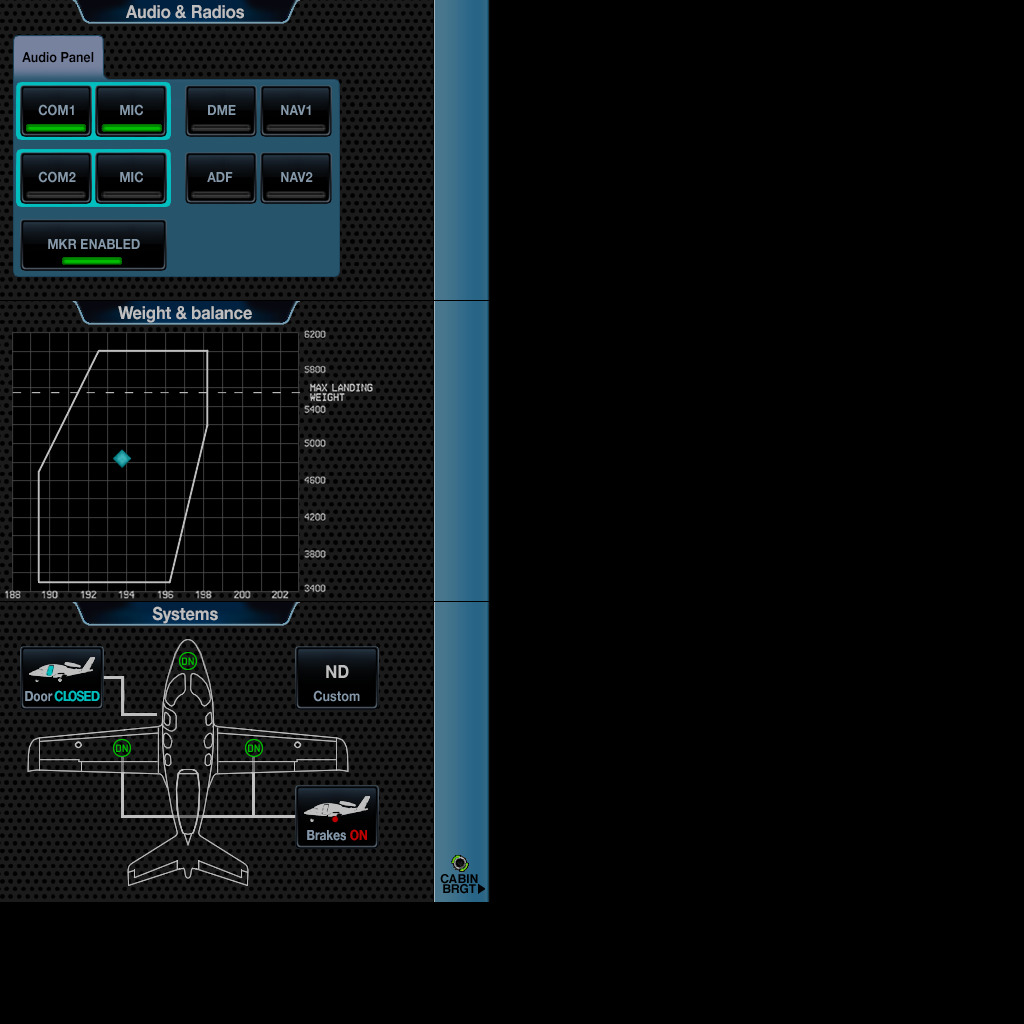 Audio & Radios
Audio Panel
COM1 MIC DME NAV1
COM2 MIC ADF NAV2
MKR ENABLED
Weight & balance
6200
5800
MAX LANDING
WEIGHT
5400
5000
4600
4200
3800
3400
188 190 192 194 196 198 200 202
Systems
DN
ND
Door CLOSED
Custom
DN DN
Brakes ON
CABIN
BRGT